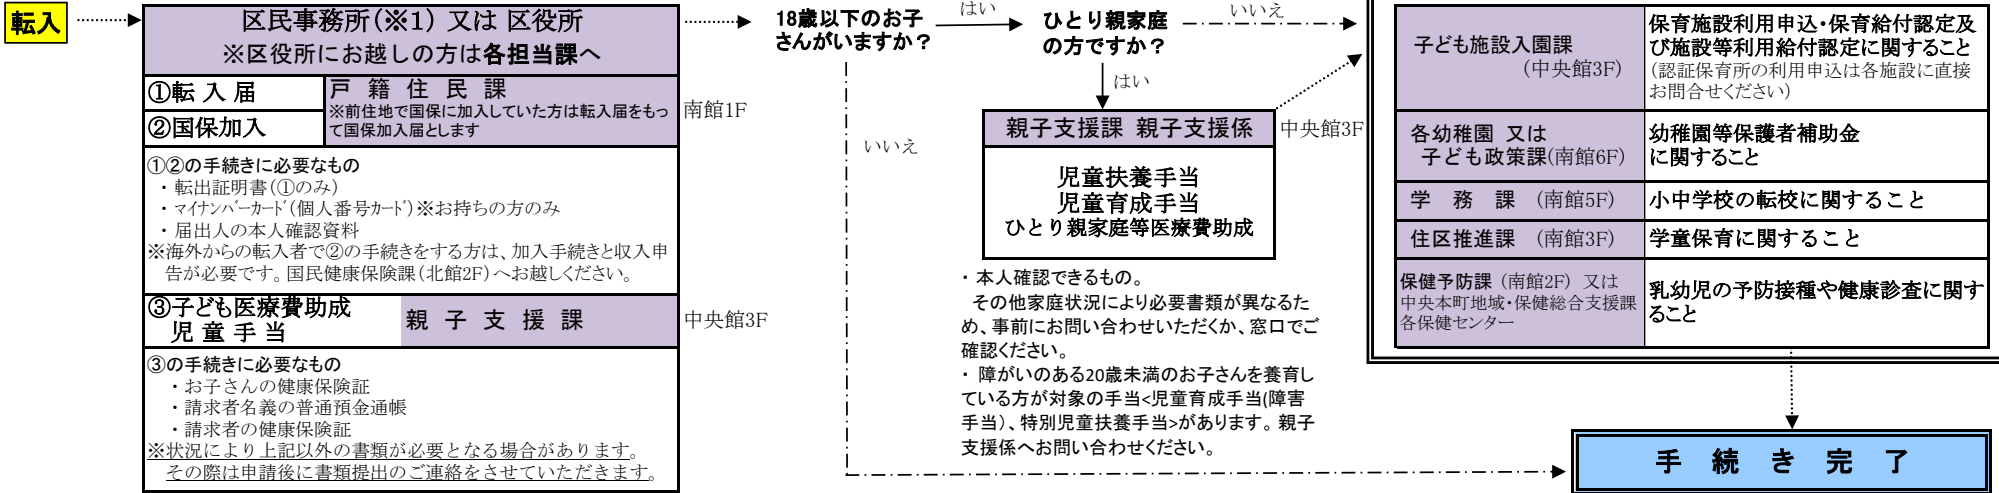 転入
区民事務所(※1) 又は 区役所
※区役所にお越しの方は各担当課へ
①転 入 届
②国保加入
戸 籍 住 民 課
※前住地で国保に加入していた方は転入届をもっ
て国保加入届とします
南館1F
①②の手続きに必要なもの
・転出証明書(①のみ)
・マイナンバーカード(個人番号カード)※お持ちの方のみ
・届出人の本人確認資料
※海外からの転入者で②の手続きをする方は、加入手続きと収入申
告が必要です。国民健康保険課(北館2F)へお越しください。
③子ども医療費助成
児 童 手 当
親 子 支 援 課
中央館3F
③の手続きに必要なもの
・お子さんの健康保険証
・請求者名義の普通預金通帳
・請求者の健康保険証
※状況により上記以外の書類が必要となる場合があります。
その際は申請後に書類提出のご連絡をさせていただきます。
18歳以下のお子
さんがいますか?
はい
いいえ
ひとり親家庭
の方ですか?
いいえ
はい
親子支援課 親子支援係
中央館3F
児童扶養手当
児童育成手当
ひとり親家庭等医療費助成
・ 本人確認できるもの。
その他家庭状況により必要書類が異なるた
め、事前にお問い合わせいただくか、窓口でご
確認ください。
・ 障がいのある20歳未満のお子さんを養育し
ている方が対象の手当<児童育成手当(障害
手当)、特別児童扶養手当>があります。親子
支援係へお問い合わせください。
子ども施設入園課
(中央館3F)
保育施設利用申込・保育給付認定及
び施設等利用給付認定に関すること
(認証保育所の利用申込は各施設に直接
お問合せください)
各幼稚園 又は
子ども政策課(南館6F)
幼稚園等保護者補助金
に関すること
学 務 課 (南館5F)
小中学校の転校に関すること
住区推進課 (南館3F)
学童保育に関すること
保健予防課 (南館2F) 又は
中央本町地域・保健総合支援課
各保健センター
乳幼児の予防接種や健康診査に関す
ること
手 続 き 完 了